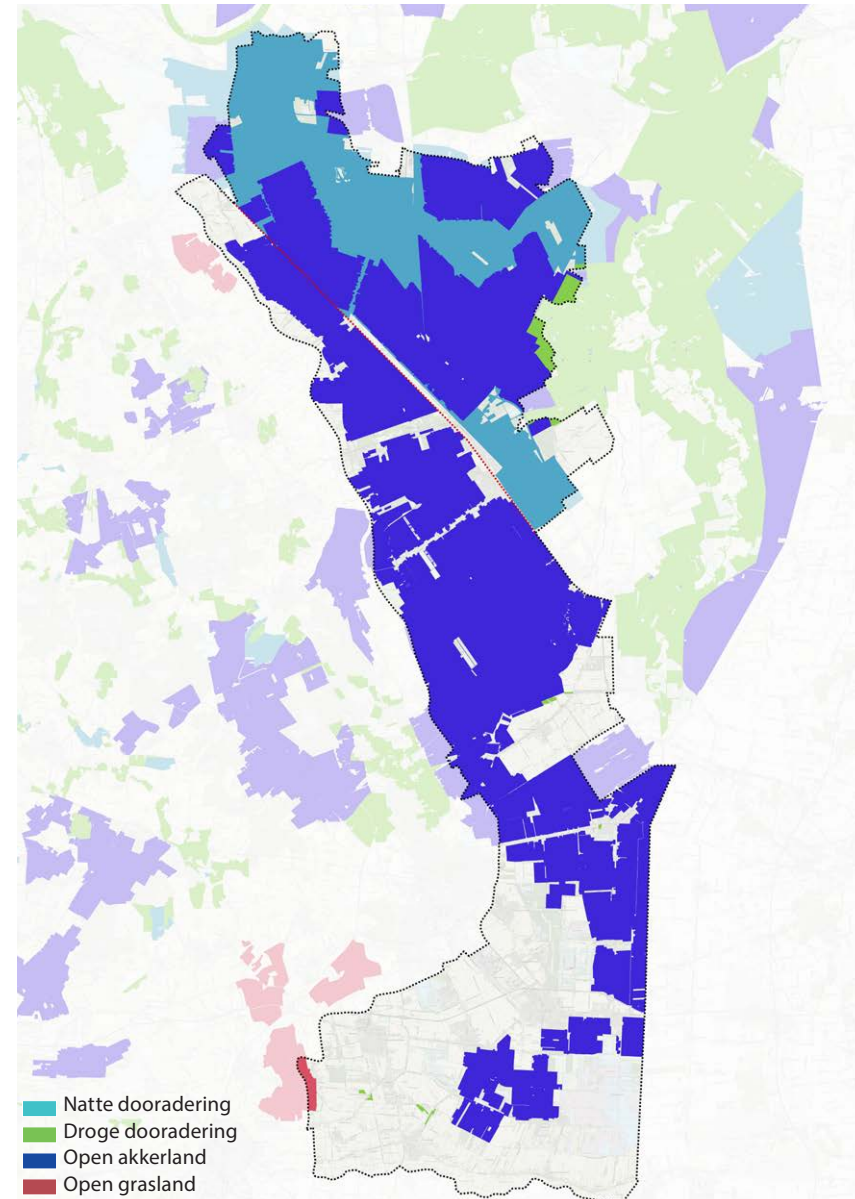 Natte dooradering
Droge dooradering
Open akkerland
Open grasland